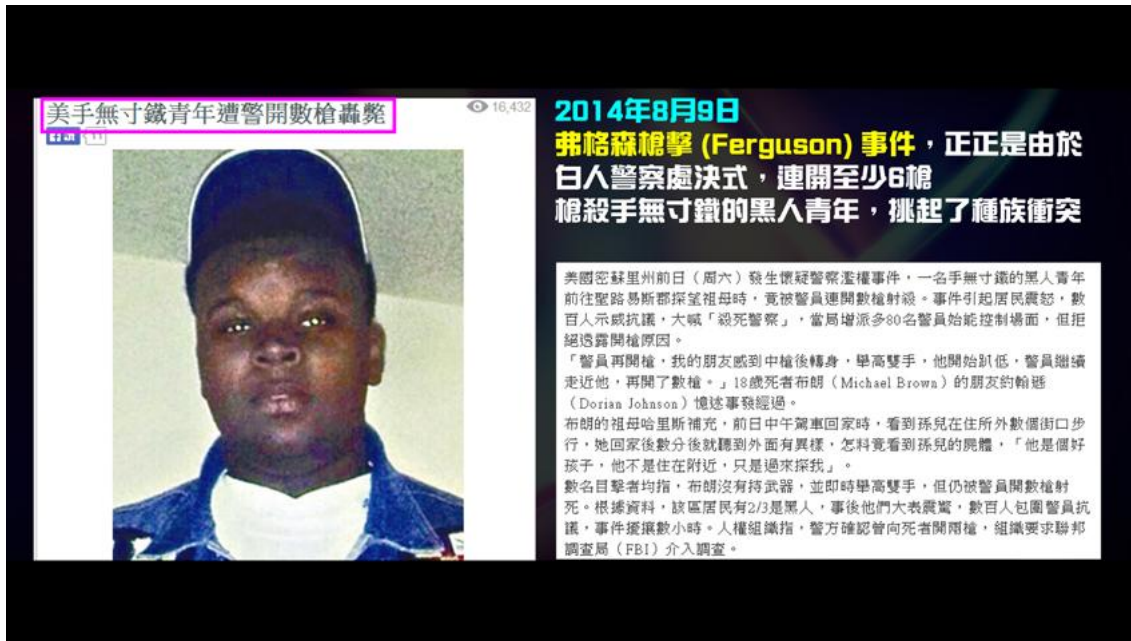 美手無寸鐵青年遭警開數槍轟斃
16,432
11
2014年8月9日
弗格森槍擊 (Ferguson) 事件，正正是由於
白人警察處決式，連開至少6槍
槍殺手無寸鐵的黑人青年，挑起了種族衝突
美國密蘇里州前日（周六）發生懷疑警察濫權事件，一名手無寸鐵的黑人青年
前往聖路易斯郡探望祖母時，竟被警員連開數槍射殺。事件引起居民震怒，數
百人示威抗議，大喊「殺死警察」，當局增派多80名警員始能控制場面，但拒
絕透露開槍原因。
「警員再開槍，我的朋友感到中槍後轉身，舉高雙手，他開始趴低，警員繼續
走近他，再開了數槍。」18歲死者布朗（Michael Brown）的朋友約翰遜
（Dorian Johnson）憶述事發經過。
布朗的祖母哈里斯補充，前日中午駕車回家時，看到孫兒在住所外數個街口步
行，她回家後數分後就聽到外面有異樣，怎料竟看到孫兒的屍體，「他是個好
孩子，他不是住在附近，只是過來探我」。
數名目擊者均指，布朗沒有持武器，並即時舉高雙手，但仍被警員開數槍射
死。根據資料，該區居民有2/3是黑人，事後他們大表震驚，數百人包圍警員抗
議，事件擾攘數小時。人權組織指，警方確認曾向死者開兩槍，組織要求聯邦
調查局（FBI）介入調查。